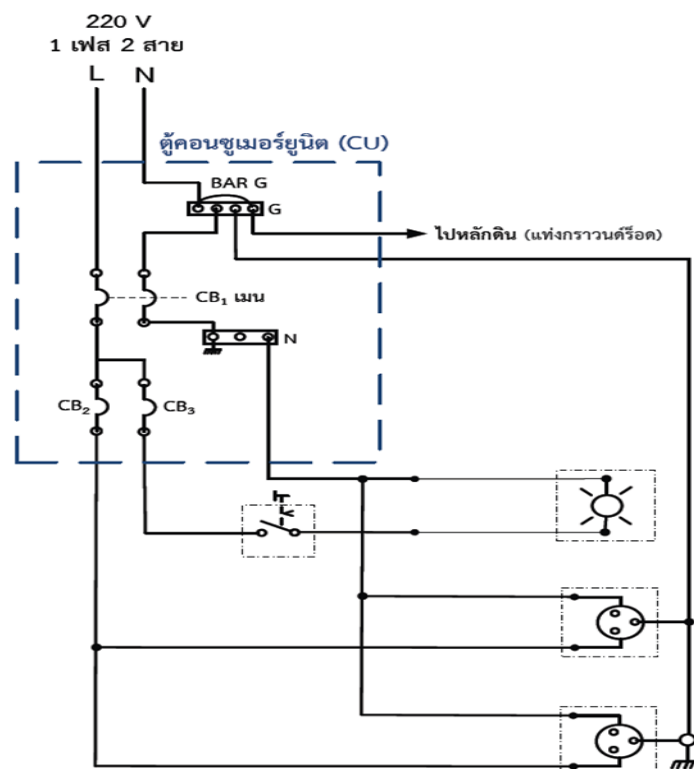 220 V
1 เฟส 2 สาย
L N
ตู้คอนซูเมอร์ยูนิต (CU)
BAR G
G
ไปหลักดิน (แท่งกราวนด์ร็อด)
CB₁ เมน
N
CB₂ CB₃